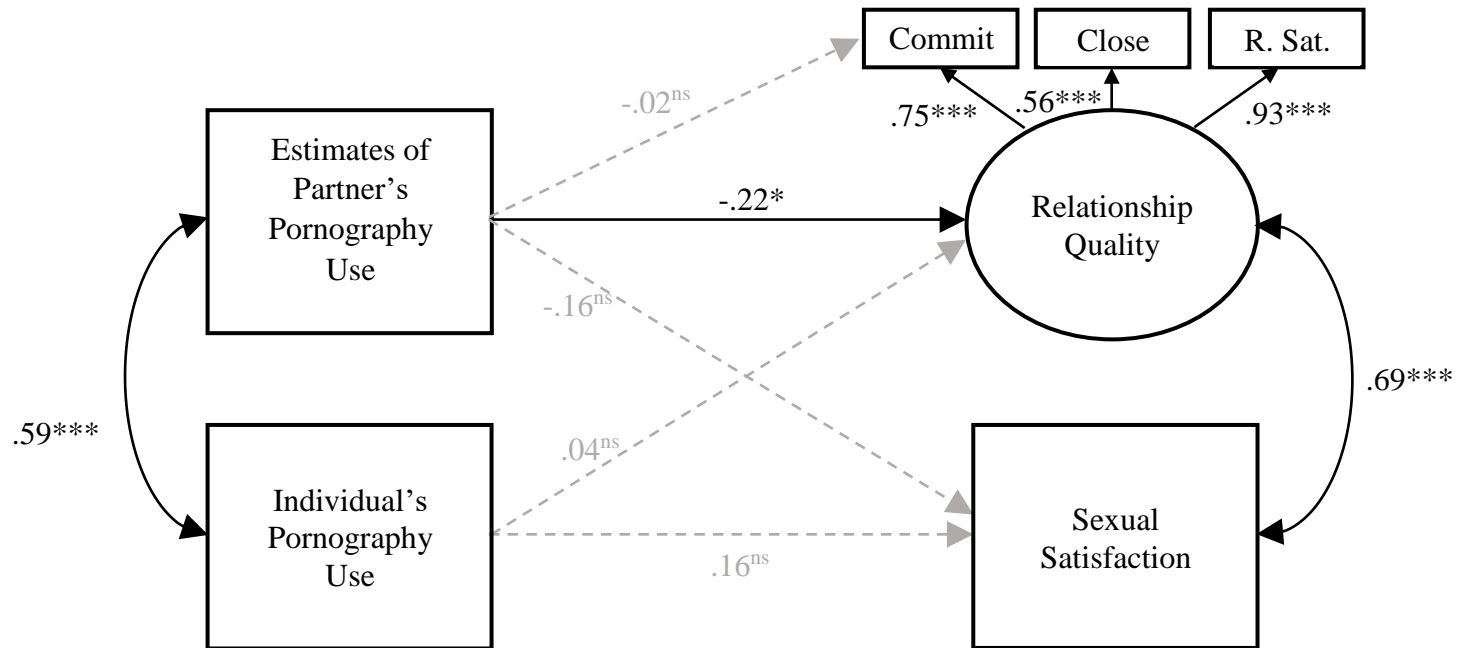 Commit
Close
R. Sat.
.75***
.56***
.93***
-.02ns
Estimates of
Partner’s
Pornography
Use
-.22*
Relationship
Quality
-.16ns
.59***
.69***
.04ns
Individual’s
Pornography
Use
.16ns
Sexual
Satisfaction